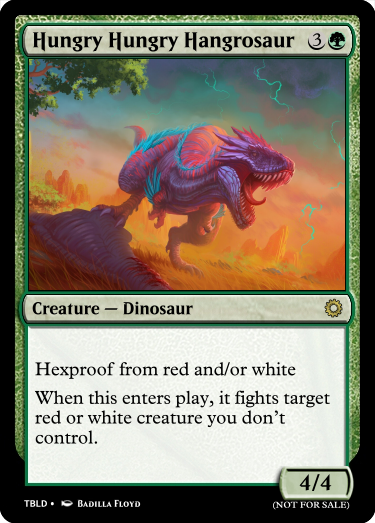 Hungry Hungry Hangrosaur 3
Creature — Dinosaur
Hexproof from red and/or white
When this enters play, it fights target
red or white creature you don't
control.
4/4
TBLD • Badilla Floyd
(NOT FOR SALE)